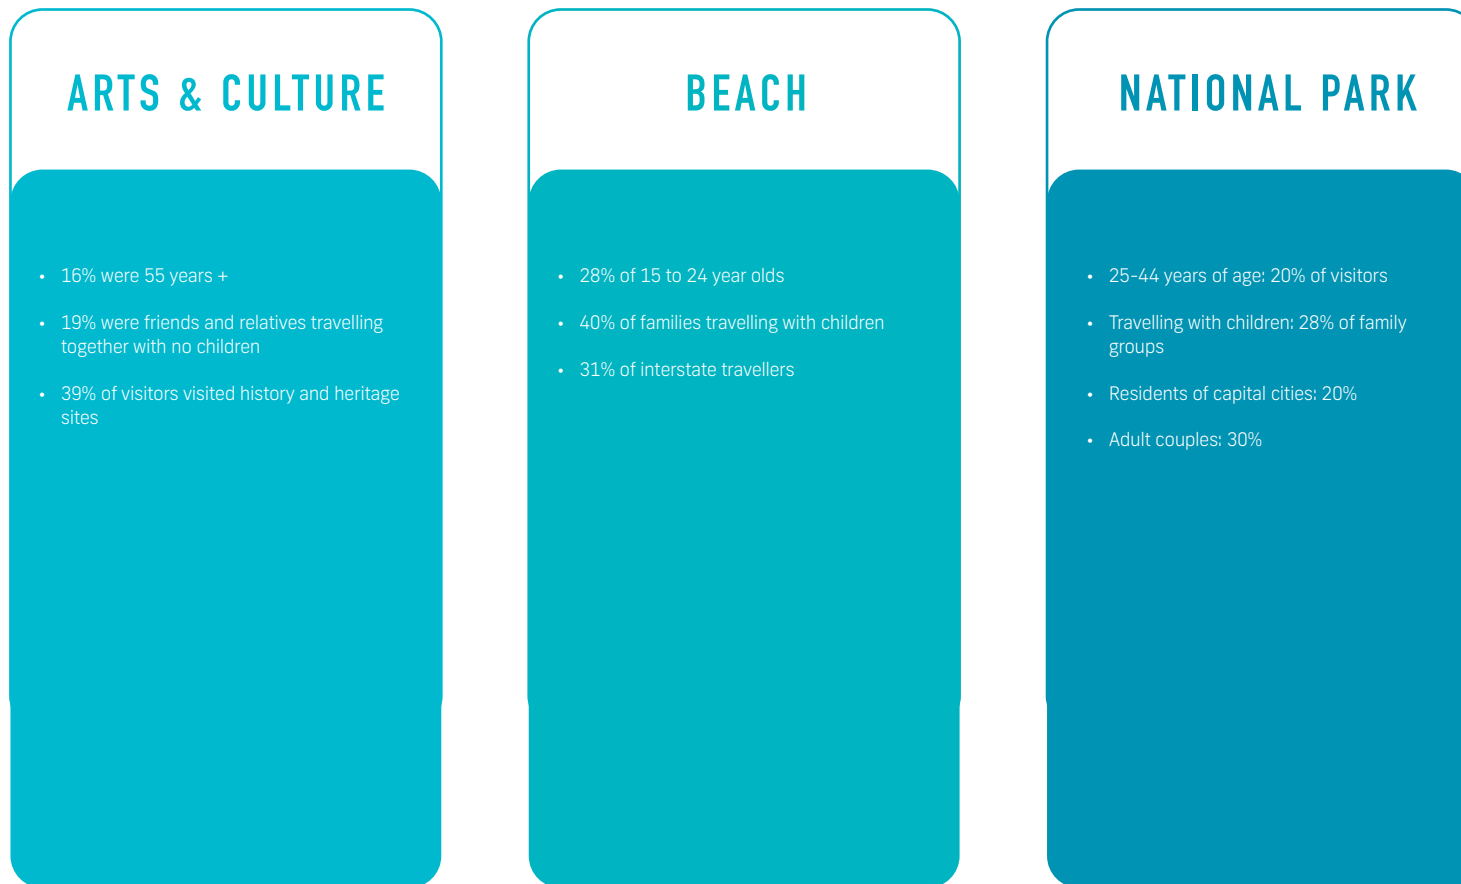 ARTS & CULTURE
• 16% were 55 years +
• 19% were friends and relatives travelling
together with no children
• 39% of visitors visited history and heritage
sites
BEACH
• 28% of 15 to 24 year olds
• 40% of families travelling with children
• 31% of interstate travellers
NATIONAL PARK
• 25-44 years of age: 20% of visitors
• Travelling with children: 28% of family
groups
• Residents of capital cities: 20%
• Adult couples: 30%